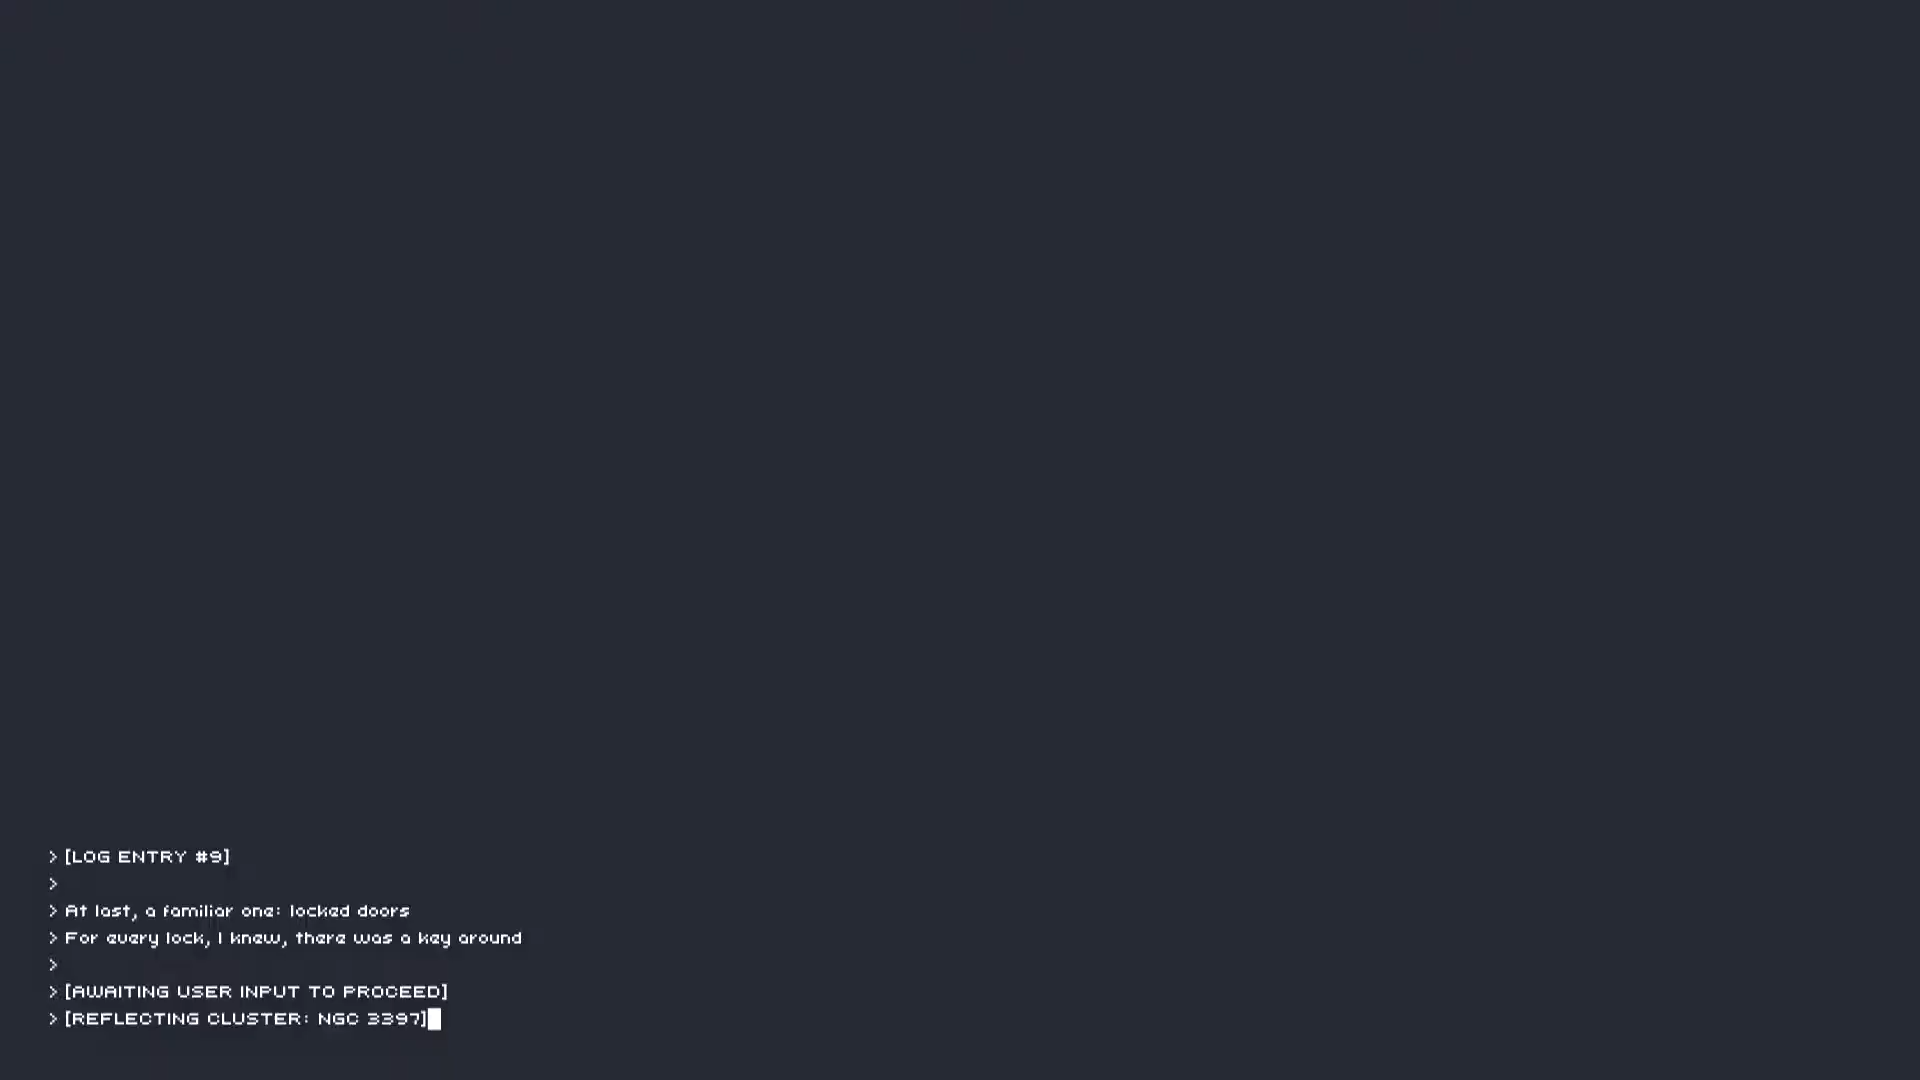 > [LOG ENTRY #9]
>
> At last, a familiar one: locked doors
> For every lock, I knew, there was a key around
>
> [AWAITING USER INPUT TO PROCEED]
> [REFLECTING CLUSTER: NGC 3397]